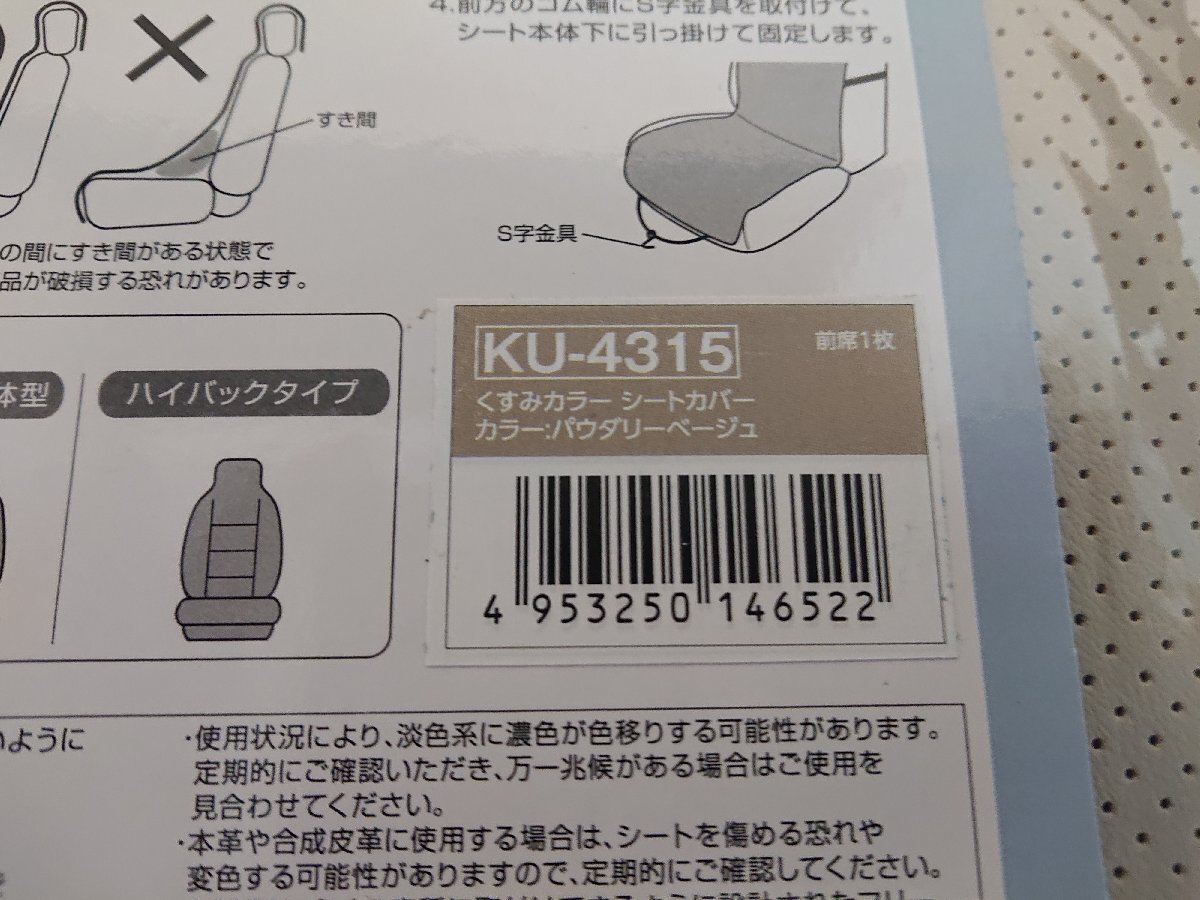 4.前方のゴム輪にS字金具を取付けて、
シート本体下に引っ掛けて固定します。
すき間
S字金具
の間にすき間がある状態で
品が破損する恐れがあります。
体型
ハイバックタイプ
KU-4315
前席1枚
くすみカラー シートカバー
カラー:パウダリーベージュ
4 953250 146522
いように
・使用状況により、淡色系に濃色が色移りする可能性があります。
定期的にご確認いただき、万一兆候がある場合はご使用を
見合わせてください。
・本革や合成皮革に使用する場合は、シートを傷める恐れや
変色する可能性がありますので、定期的にご確認してください。